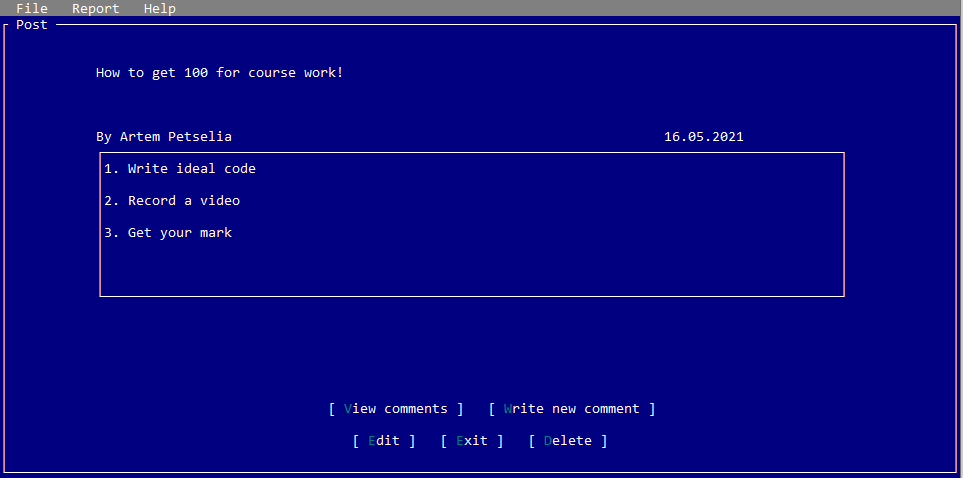 File Report Help
Post
How to get 100 for course work!
By Artem Petselia 16.05.2021
1. Write ideal code
2. Record a video
3. Get your mark
[ View comments ] [ Write new comment ]
[ Edit ] [ Exit ] [ Delete ]